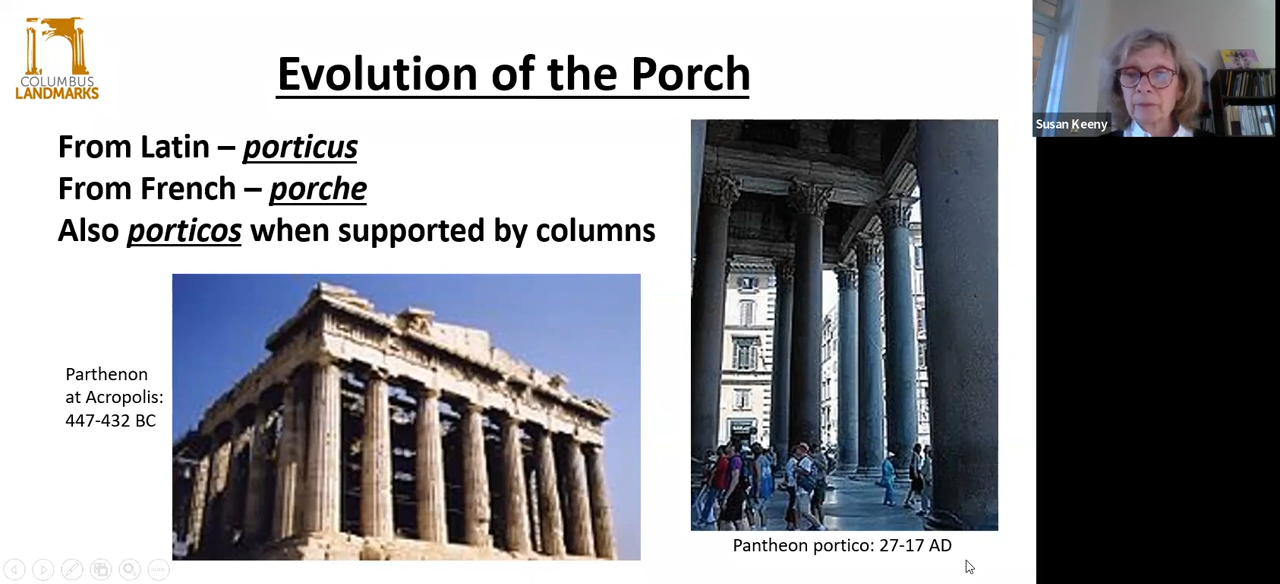 COLUMBUS
LANDMARKS
Evolution of the Porch
From Latin – porticus
From French – porche
Also porticos when supported by columns
Parthenon
at Acropolis:
447-432 BC
Pantheon portico: 27-17 AD
Susan Keeny